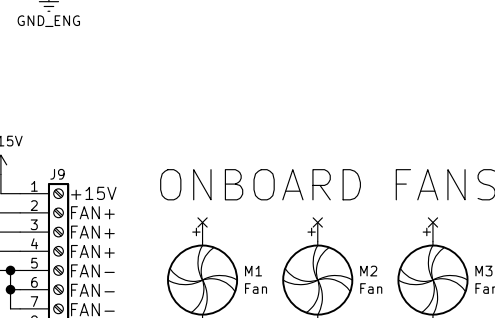 GND_ENG
15V
J9
ONBOARD FANS
1 +15V
2 FAN+
3 FAN+
4 FAN+
5 FAN-
6 FAN-
7 FAN-
+ + +
M1 M2 M3
Fan Fan